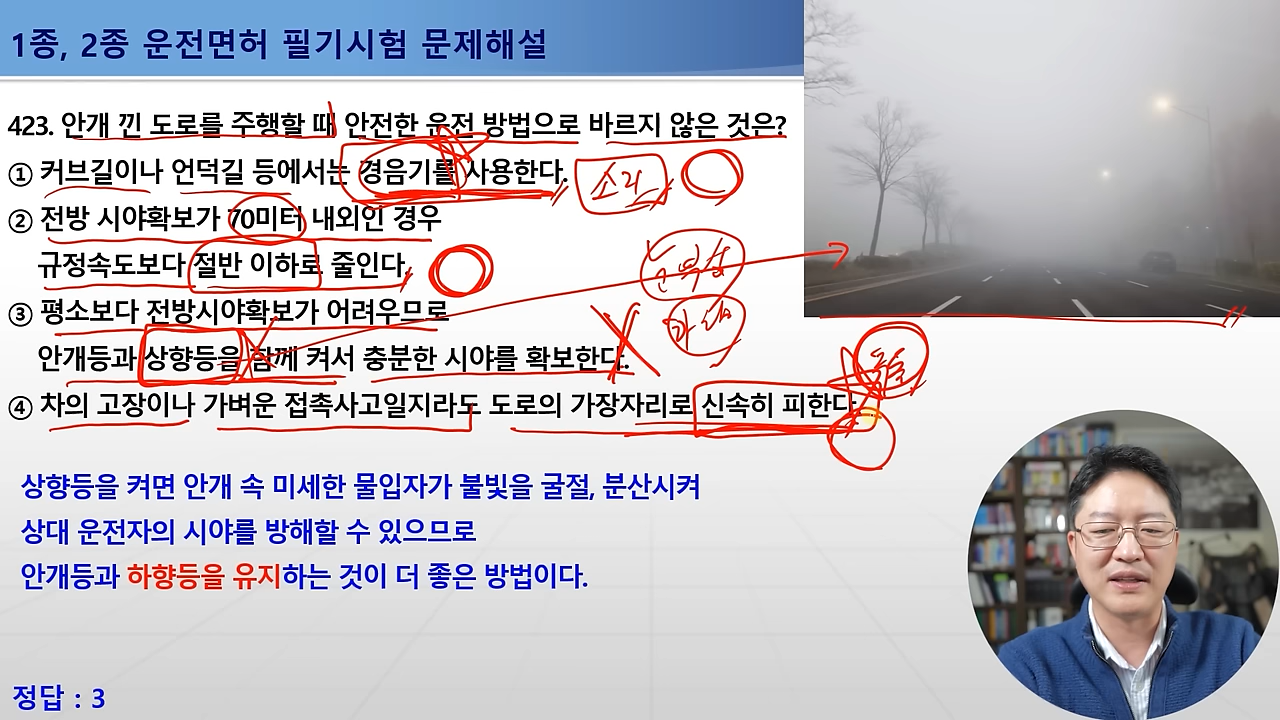 1종, 2종 운전면허 필기시험 문제해설
423. 안개 낀 도로를 주행할 때 안전한 운전 방법으로 바르지 않은 것은?
① 커브길이나 언덕길 등에서는 경음기를 사용한다.
소리
② 전방 시야확보가 70미터 내외인 경우
규정속도보다 절반 이하로 줄인다.
③ 평소보다 전방시야확보가 어려우므로
안개등과 상향등을 함께 켜서 충분한 시야를 확보한다.
④ 차의 고장이나 가벼운 접촉사고일지라도 도로의 가장자리로 신속히 피한다.
상향등을 켜면 안개 속 미세한 물입자가 불빛을 굴절, 분산시켜
상대 운전자의 시야를 방해할 수 있으므로
안개등과 하향등을 유지하는 것이 더 좋은 방법이다.
정답 : 3